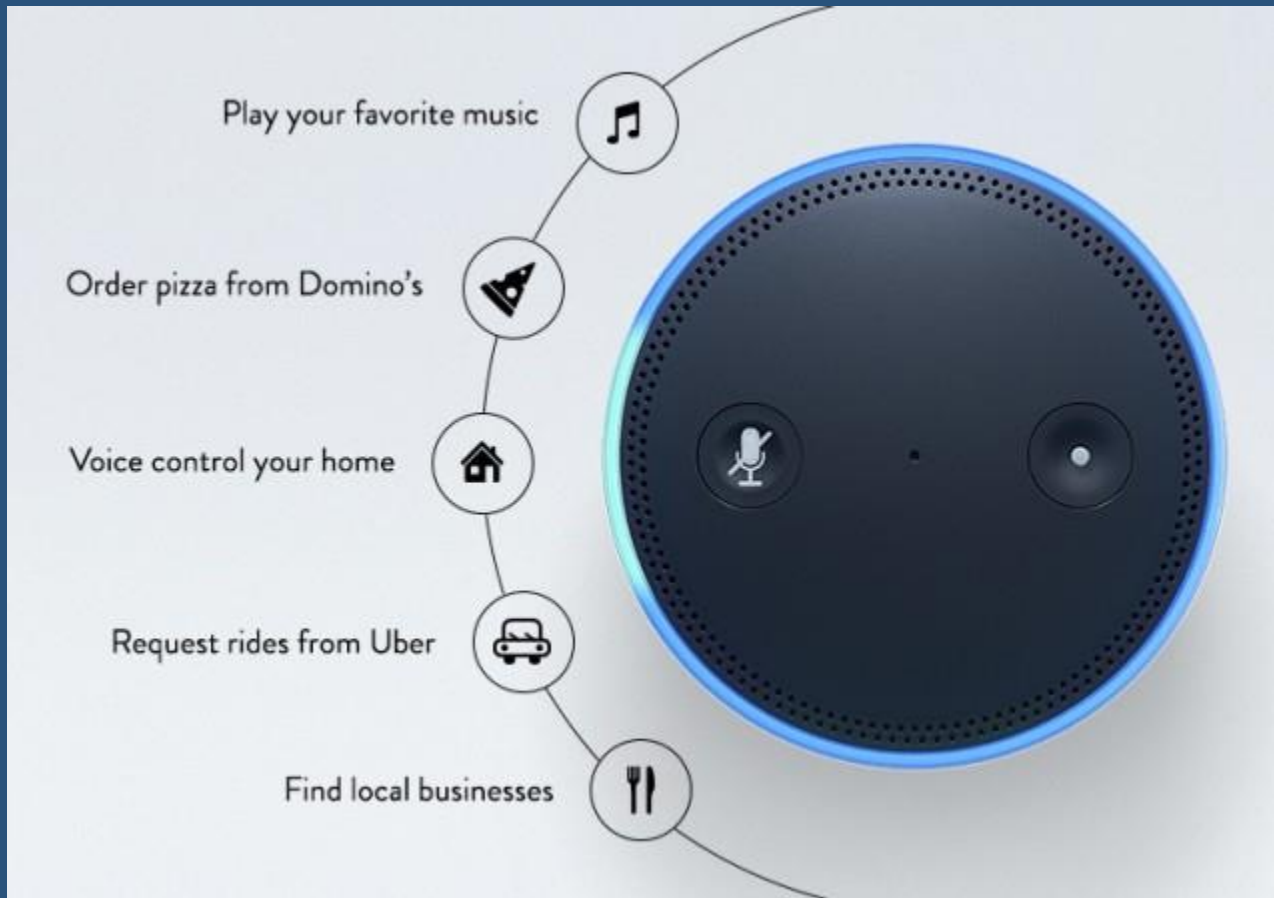 Play your favorite music
Order pizza from Domino's
Voice control your home
Request rides from Uber
Find local businesses